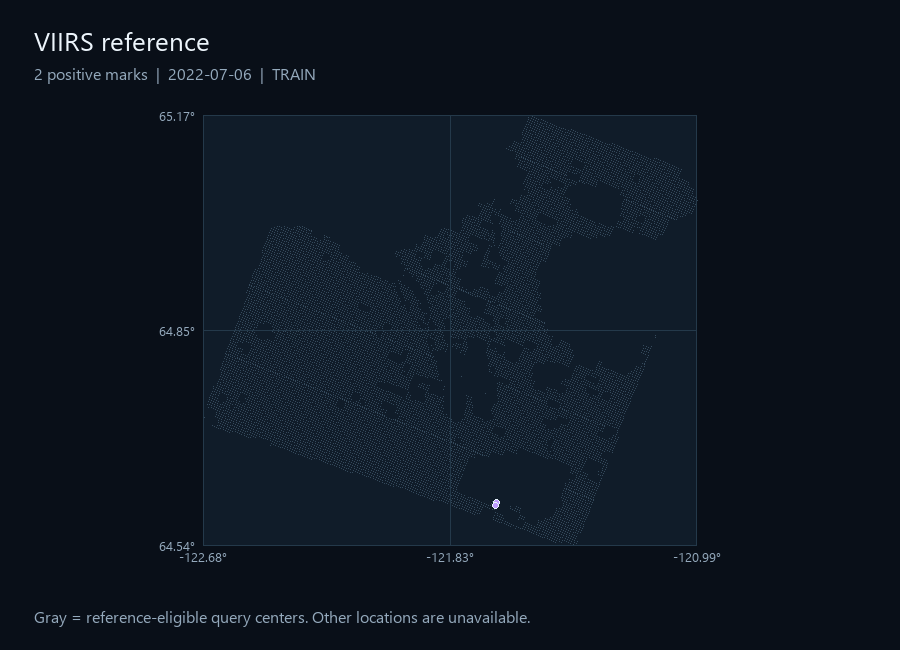 VIIRS reference
2 positive marks | 2022-07-06 | TRAIN
65.17°
64.85°
64.54°
-122.68°
-121.83°
-120.99°
Gray = reference-eligible query centers. Other locations are unavailable.